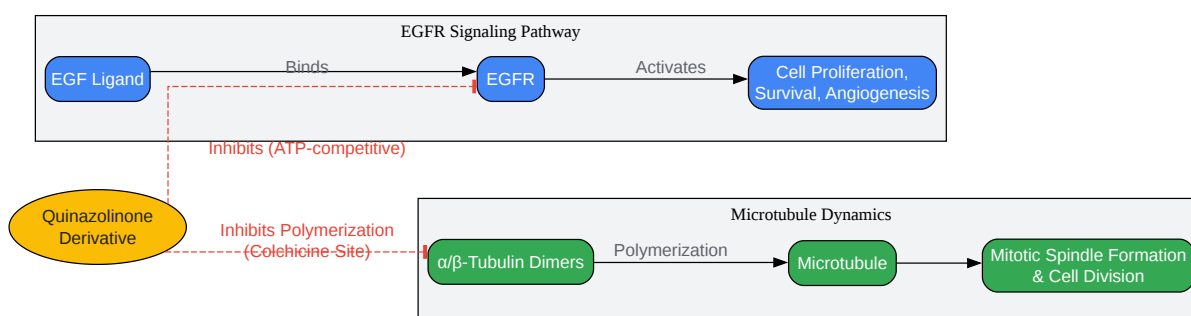 EGFR Signaling Pathway
EGF Ligand
Binds
EGFR
Activates
Cell Proliferation,
Survival, Angiogenesis
Inhibits (ATP-competitive)
Quinazolinone
Derivative
Inhibits Polymerization
(Colchicine Site)
Microtubule Dynamics
α/β-Tubulin Dimers
Polymerization
Microtubule
Mitotic Spindle Formation
& Cell Division